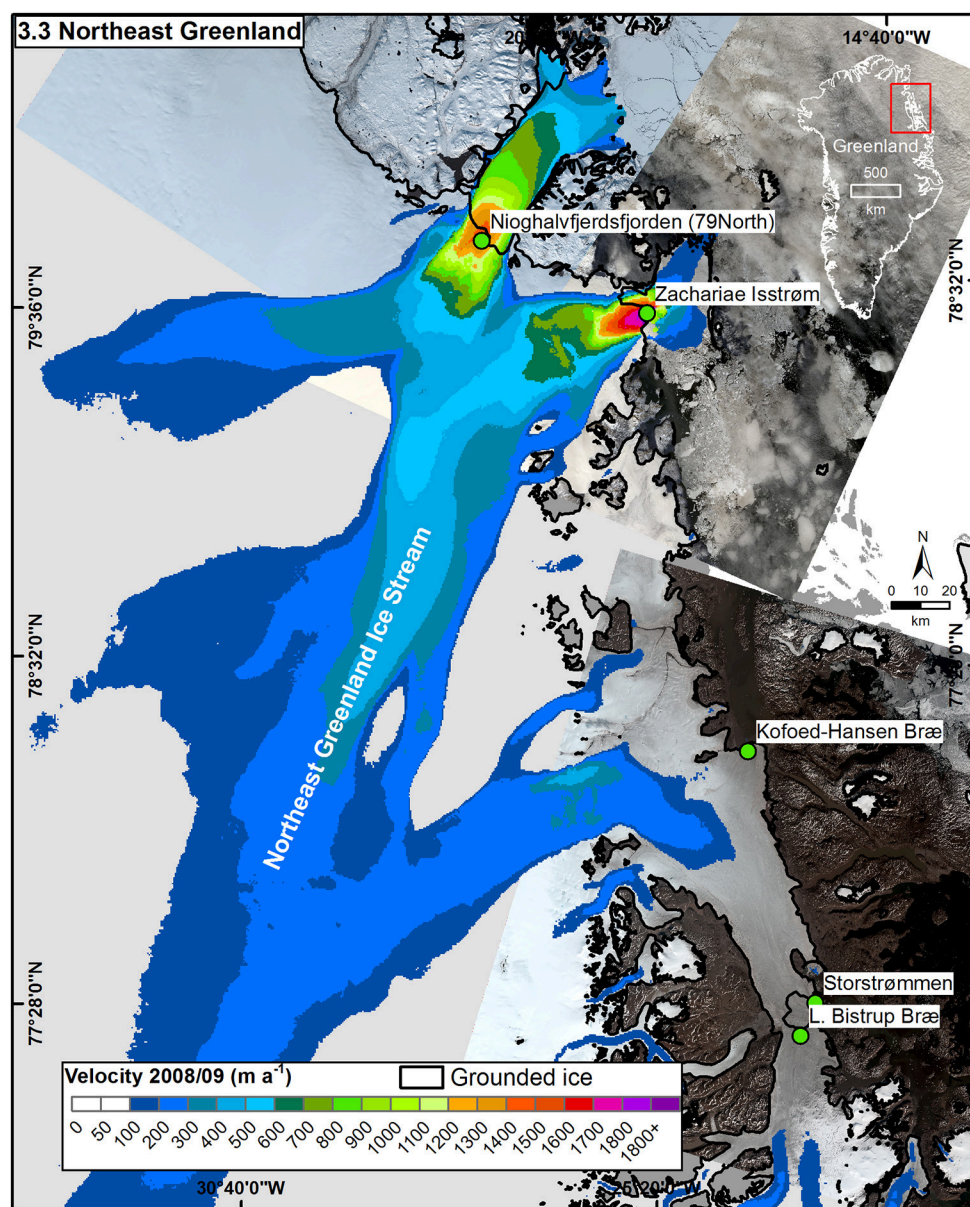 3.3 Northeast Greenland
14°40'0"W
Greenland
500
km
Nioghalvfjerdsfjorden (79North)
79°36'0"N
78°32'0"N
Zachariae Isstrøm
N
0 10 20
km
Northeast Greenland Ice Stream
78°32'0"N
Kofoed-Hansen Bræ
Storstrømmen
L. Bistrup Bræ
77°28'0"N
Velocity 2008/09 (m a⁻¹)
Grounded ice
0 50 100 200 300 400 500 600 700 800 900 1000 1100 1200 1300 1400 1500 1600 1700 1800 1800+
30°40'0"W